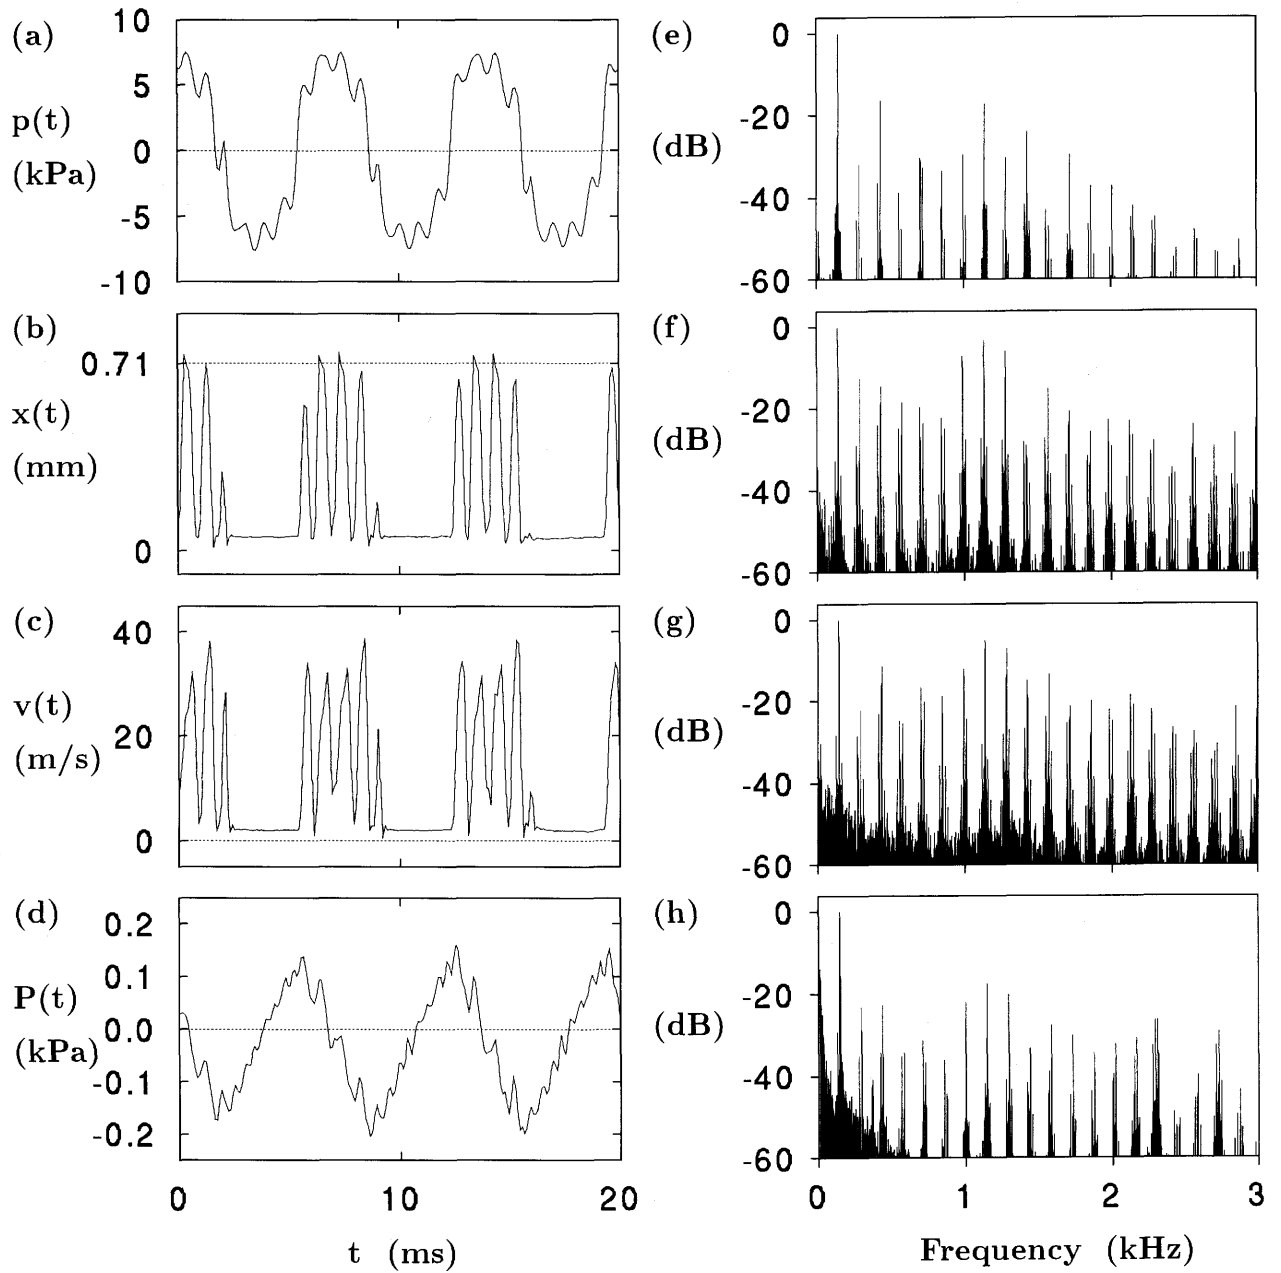 (a)
p(t)
(kPa)
10
5
0
-5
-10
(b)
x(t)
(mm)
0.71
0
(c)
v(t)
(m/s)
40
20
0
(d)
P(t)
(kPa)
0.2
0.1
0.0
-0.1
-0.2
0 10 20
t (ms)
(e)
(dB)
0
-20
-40
-60
(f)
(dB)
0
-20
-40
-60
(g)
(dB)
0
-20
-40
-60
(h)
(dB)
0
-20
-40
-60
0 1 2 3
Frequency (kHz)